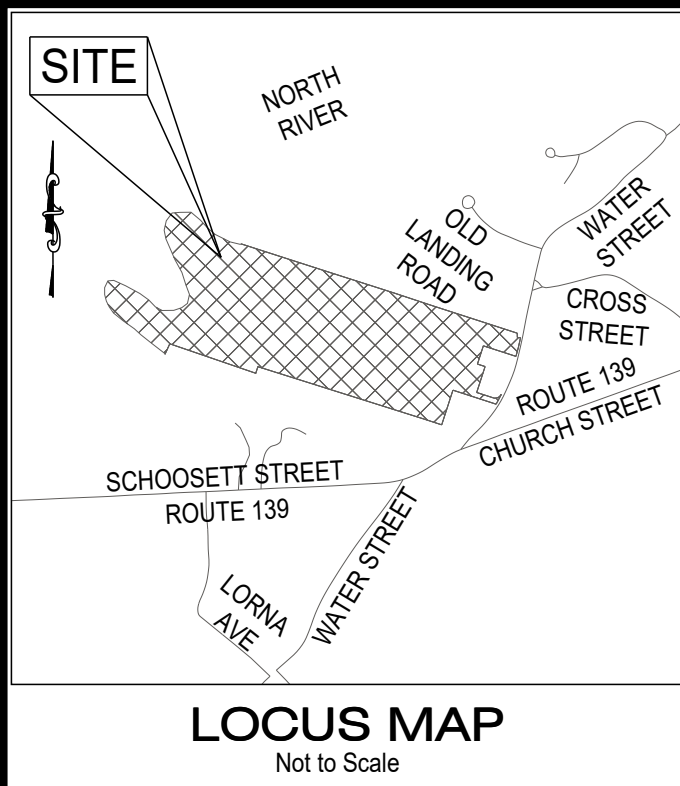 SITE
NORTH
RIVER
OLD
LANDING
ROAD
WATER
STREET
CROSS
STREET
ROUTE 139
CHURCH STREET
SCHOOSETT STREET
ROUTE 139
WATER STREET
LORNA
AVE
LOCUS MAP
Not to Scale